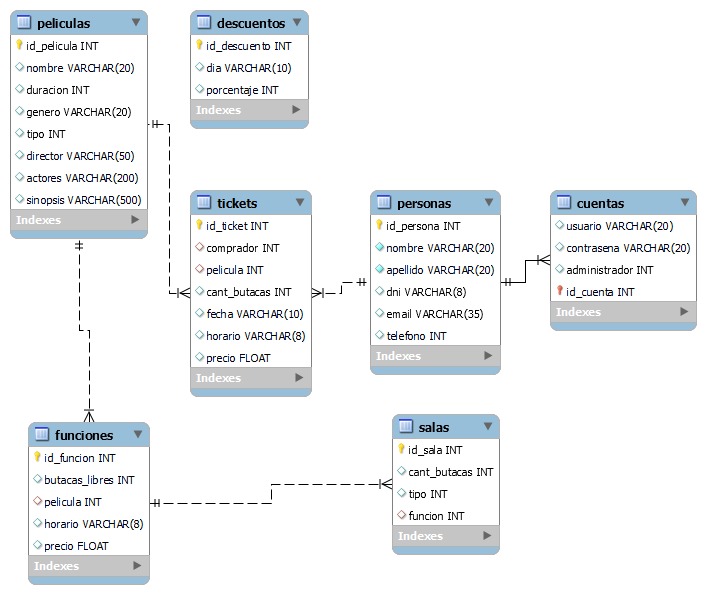 peliculas
id_pelicula INT
nombre VARCHAR(20)
duracion INT
genero VARCHAR(20)
tipo INT
director VARCHAR(50)
actores VARCHAR(200)
sinopsis VARCHAR(500)
Indexes
descuentos
id_descuento INT
dia VARCHAR(10)
porcentaje INT
Indexes
tickets
id_ticket INT
comprador INT
pelicula INT
cant_butacas INT
fecha VARCHAR(10)
horario VARCHAR(8)
precio FLOAT
Indexes
personas
id_persona INT
nombre VARCHAR(20)
apellido VARCHAR(20)
dni VARCHAR(8)
email VARCHAR(35)
telefono INT
Indexes
cuentas
usuario VARCHAR(20)
contrasena VARCHAR(20)
administrador INT
id_cuenta INT
Indexes
funciones
id_funcion INT
butacas_libres INT
pelicula INT
horario VARCHAR(8)
precio FLOAT
Indexes
salas
id_sala INT
cant_butacas INT
tipo INT
funcion INT
Indexes